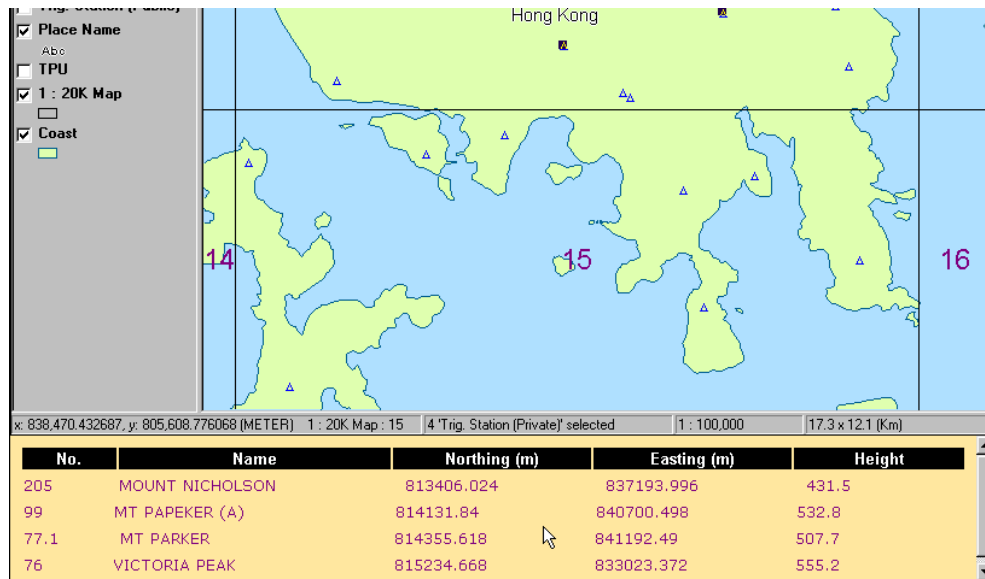 Trig. Station (Public)
Hong Kong
Place Name
Abc
TPU
1 : 20K Map
Coast
14
15
16
x: 838,470.432687, y: 805,608.776068 (METER) 1 : 20K Map : 15 4 'Trig. Station (Private)' selected 1 : 100,000 17.3 x 12.1 (Km)
No. Name Northing (m) Easting (m) Height
205 MOUNT NICHOLSON 813406.024 837193.996 431.5
99 MT PAPEKER (A) 814131.84 840700.498 532.8
77.1 MT PARKER 814355.618 841192.49 507.7
76 VICTORIA PEAK 815234.668 833023.372 555.2